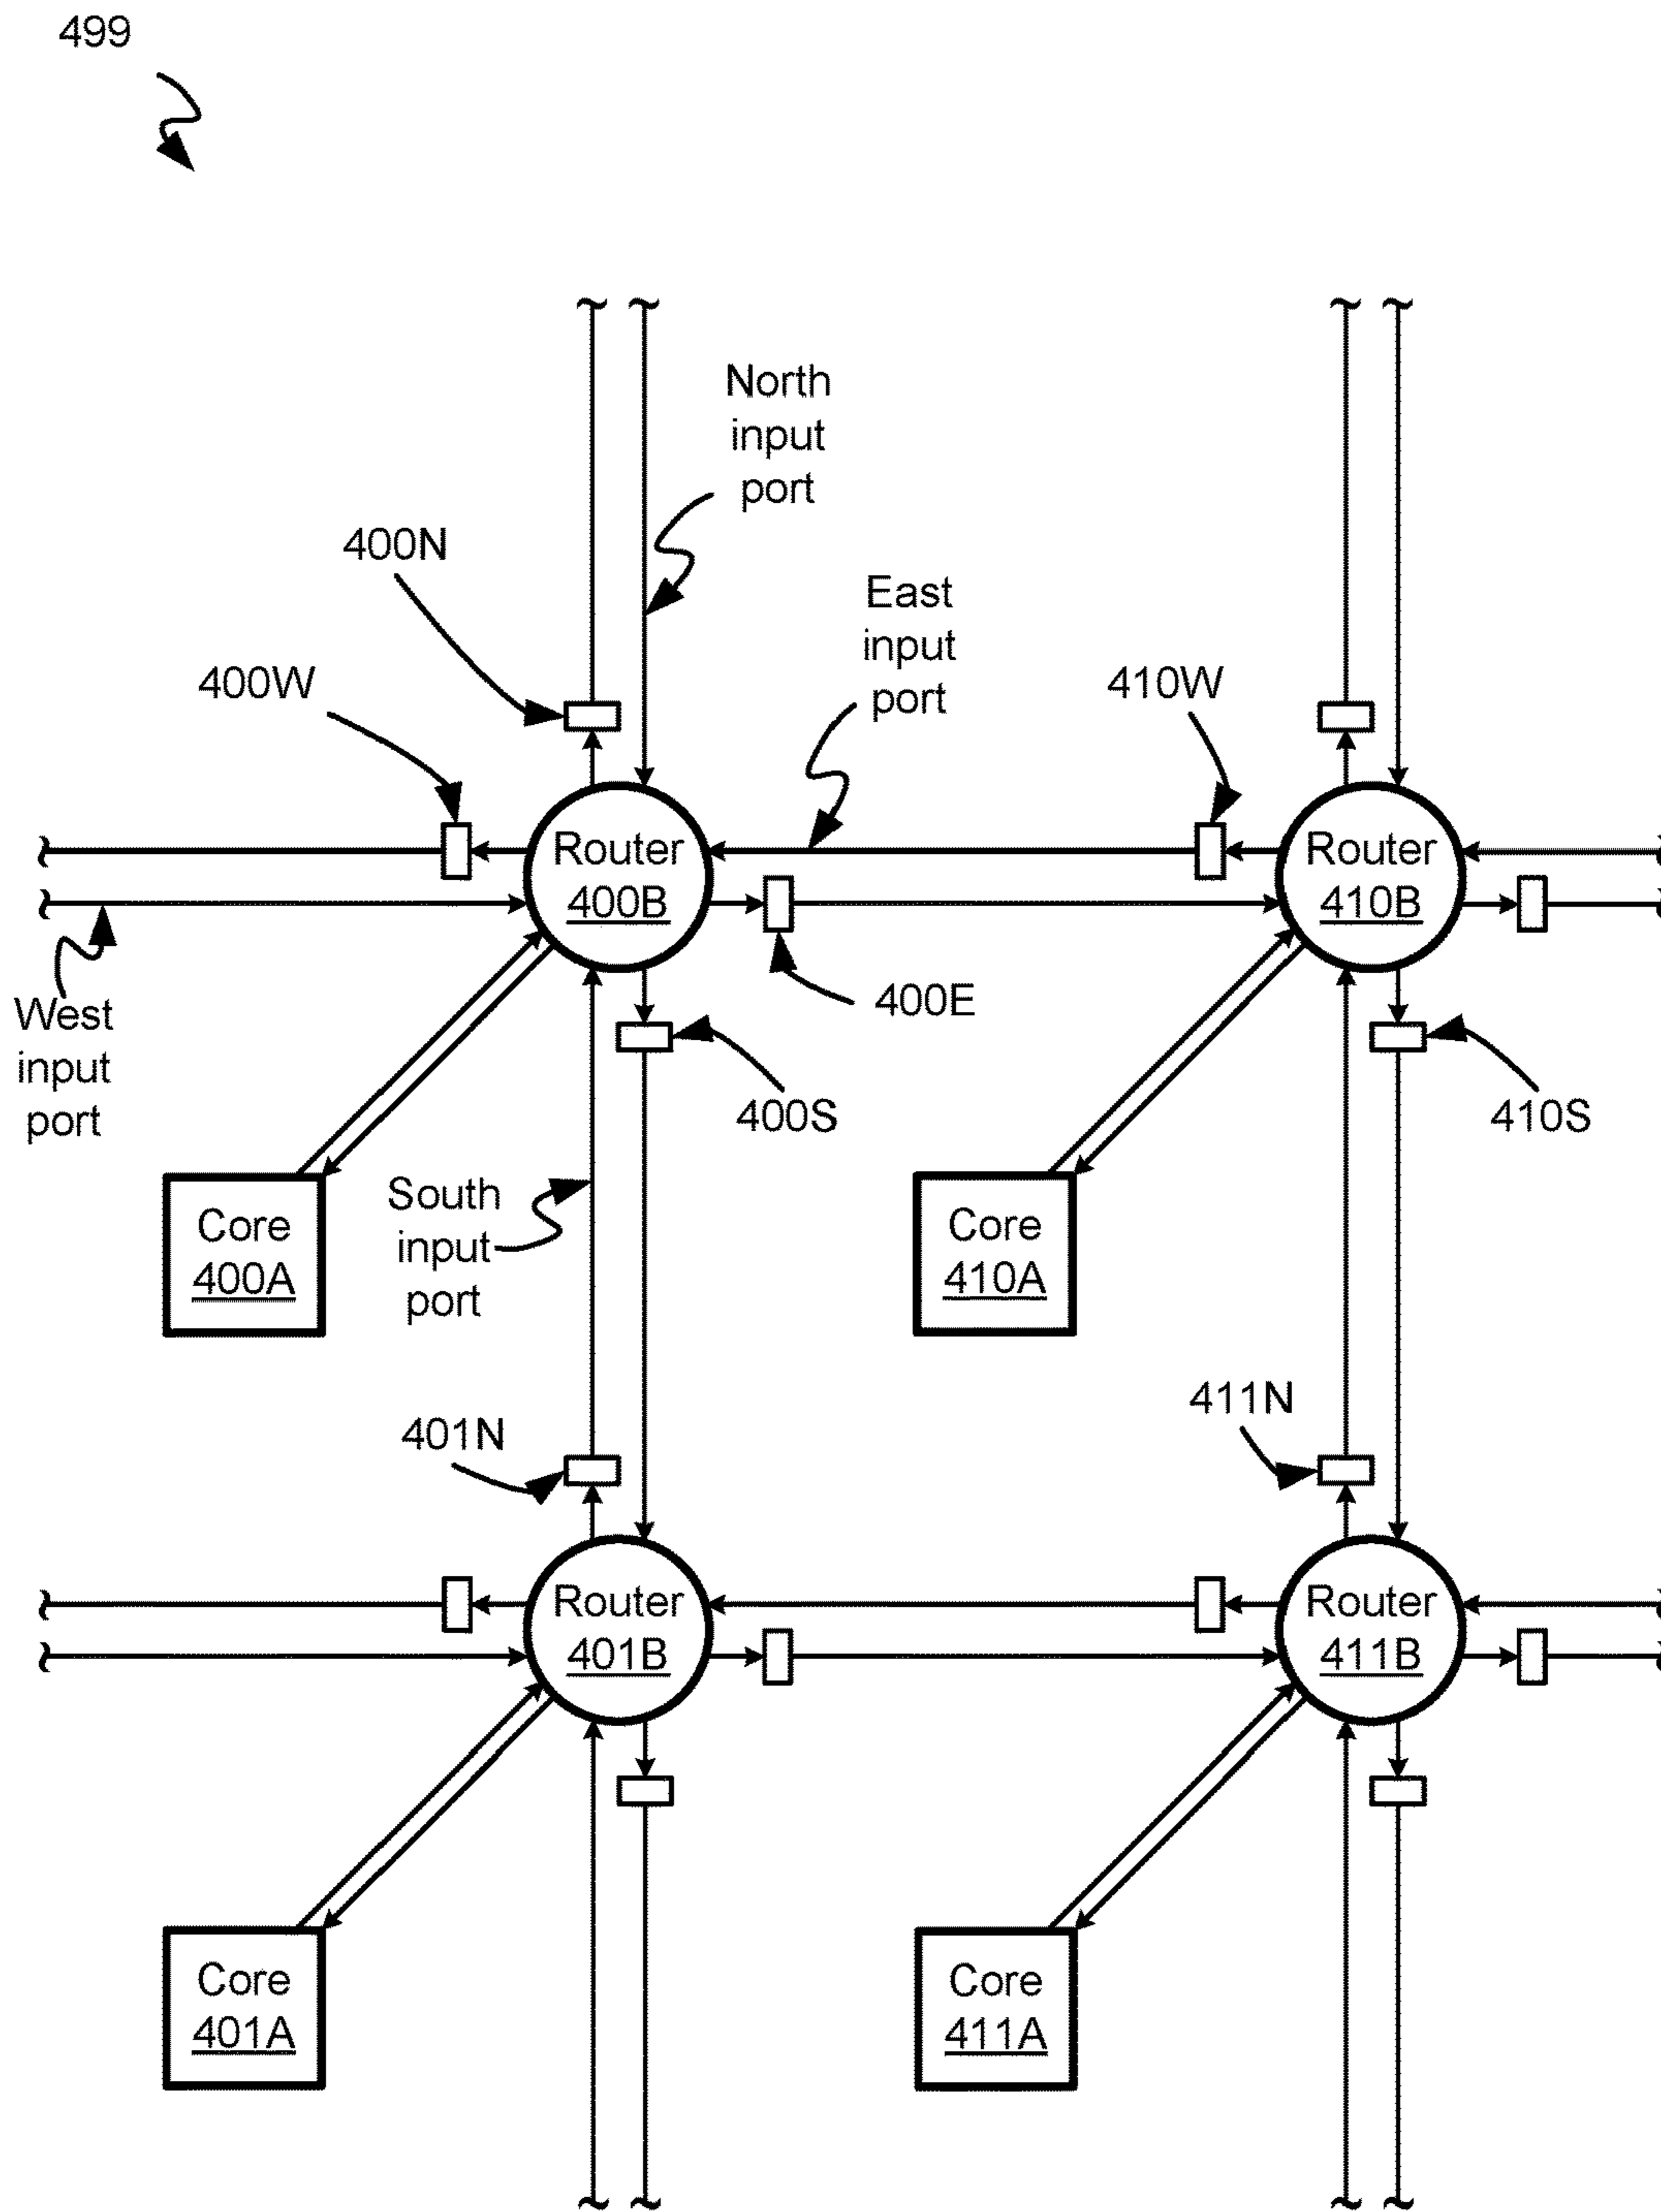 499
North
input
port
400N
East
input
port
400W
410W
Router
400B
Router
410B
400E
West
input
port
400S
410S
Core
400A
South
input
port
Core
410A
401N
411N
Router
401B
Router
411B
Core
401A
Core
411A